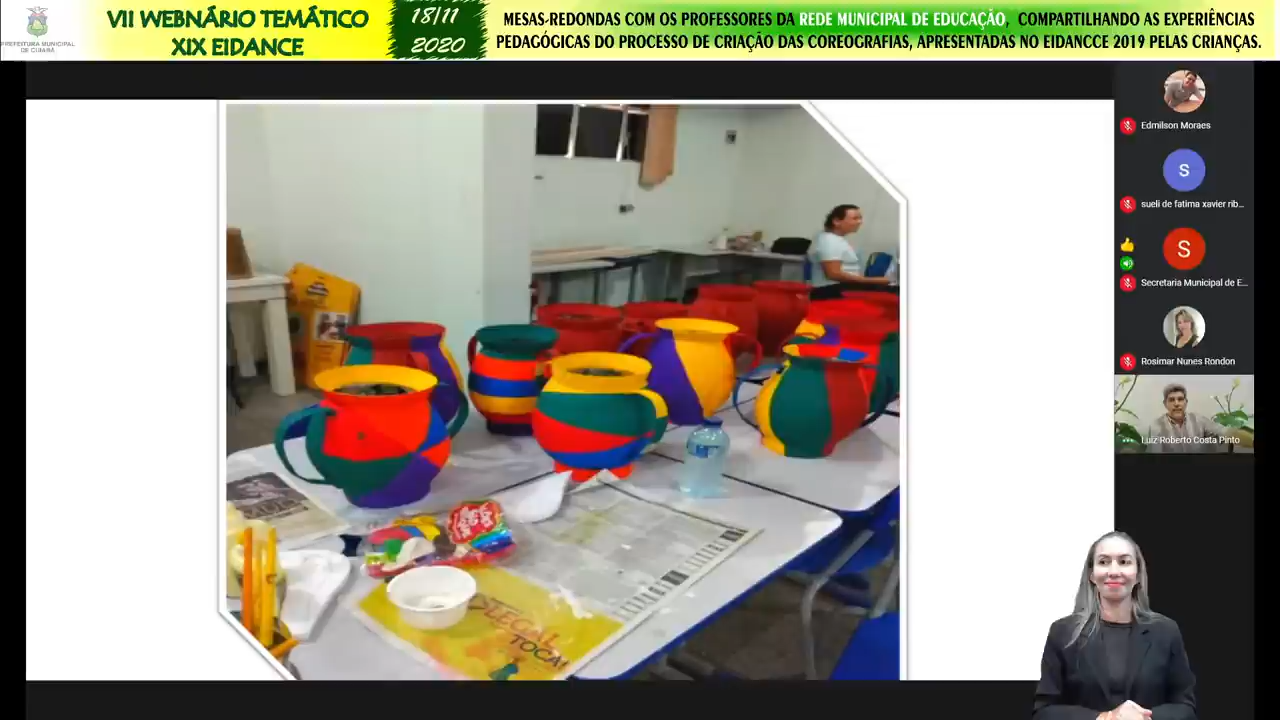 PREFEITURA MUNICIPAL
DE CUIABÁ
VII WEBNÁRIO TEMÁTICO
XIX EIDANCE
18/11
2020
MESAS-REDONDAS COM OS PROFESSORES DA REDE MUNICIPAL DE EDUCAÇÃO, COMPARTILHANDO AS EXPERIÊNCIAS
PEDAGÓGICAS DO PROCESSO DE CRIAÇÃO DAS COREOGRAFIAS, APRESENTADAS NO EIDANCCE 2019 PELAS CRIANÇAS.
Edmilson Moraes
S
sueli de fatima xavier rib...
S
Secretaria Municipal de E...
Rosimar Nunes Rondon
Luiz Roberto Costa Pinto
LEGAL
TOCA!